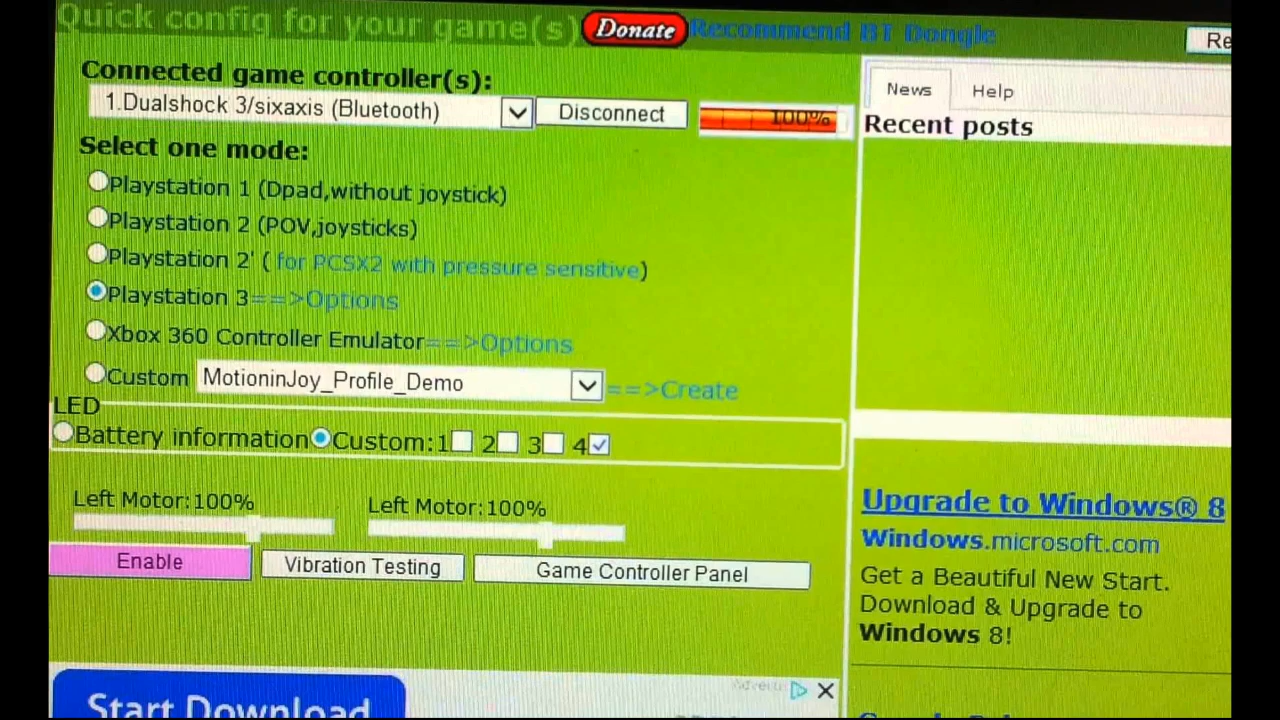 Quick config for your game(s) Donate Recommend BT Dongle
Connected game controller(s):
1.Dualshock 3/sixaxis (Bluetooth) Disconnect 100%
Select one mode:
Playstation 1 (Dpad,without joystick)
Playstation 2 (POV,joysticks)
Playstation 2' ( for PCSX2 with pressure sensitive)
Playstation 3==>Options
Xbox 360 Controller Emulator==>Options
Custom MotioninJoy_Profile_Demo ==>Create
LED
Battery information Custom:1 2 3 4
Left Motor:100% Left Motor:100%
Enable Vibration Testing Game Controller Panel
Start Download
News Help
Recent posts
Upgrade to Windows® 8
Windows.microsoft.com
Get a Beautiful New Start.
Download & Upgrade to
Windows 8!